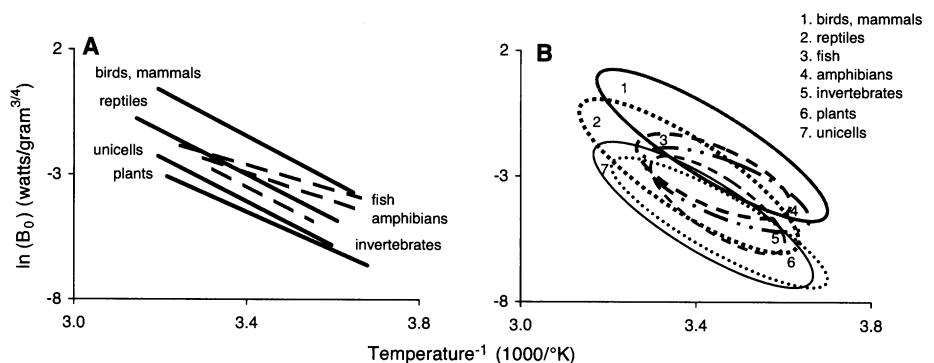 A
2
-3
-8
3.0
3.4
3.8
ln (B₀) (watts/gram³/⁴)
birds, mammals
reptiles
unicells
plants
fish
amphibians
invertebrates
B
2
-3
-8
3.0
3.4
3.8
1
2
3
4
5
6
7
1. birds, mammals
2. reptiles
3. fish
4. amphibians
5. invertebrates
6. plants
7. unicells
Temperature⁻¹ (1000/°K)